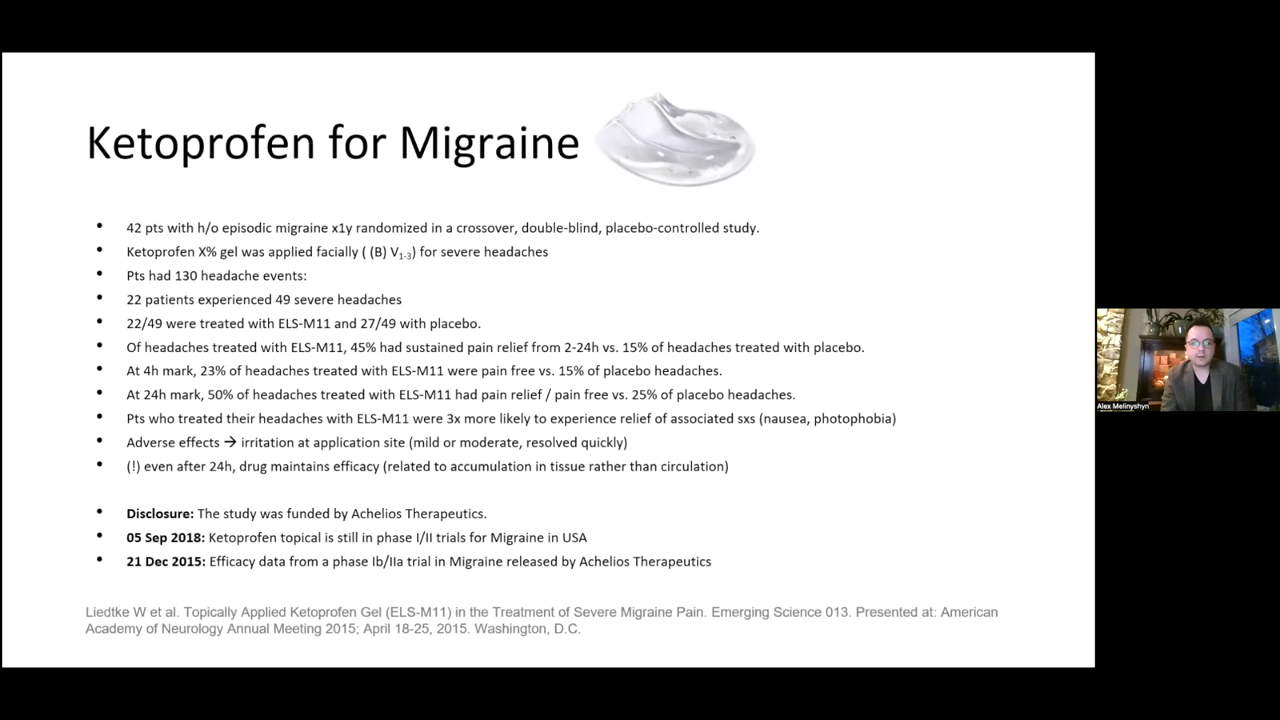 Ketoprofen for Migraine
42 pts with h/o episodic migraine x1y randomized in a crossover, double-blind, placebo-controlled study.
Ketoprofen X% gel was applied facially ( (B) V1-3) for severe headaches
Pts had 130 headache events:
22 patients experienced 49 severe headaches
22/49 were treated with ELS-M11 and 27/49 with placebo.
Of headaches treated with ELS-M11, 45% had sustained pain relief from 2-24h vs. 15% of headaches treated with placebo.
At 4h mark, 23% of headaches treated with ELS-M11 were pain free vs. 15% of placebo headaches.
At 24h mark, 50% of headaches treated with ELS-M11 had pain relief / pain free vs. 25% of placebo headaches.
Pts who treated their headaches with ELS-M11 were 3x more likely to experience relief of associated sxs (nausea, photophobia)
Adverse effects → irritation at application site (mild or moderate, resolved quickly)
(!) even after 24h, drug maintains efficacy (related to accumulation in tissue rather than circulation)
Disclosure: The study was funded by Achelios Therapeutics.
05 Sep 2018: Ketoprofen topical is still in phase I/II trials for Migraine in USA
21 Dec 2015: Efficacy data from a phase Ib/IIa trial in Migraine released by Achelios Therapeutics
Liedtke W et al. Topically Applied Ketoprofen Gel (ELS-M11) in the Treatment of Severe Migraine Pain. Emerging Science 013. Presented at: American
Academy of Neurology Annual Meeting 2015; April 18-25, 2015. Washington, D.C.
Alex Melinyshyn